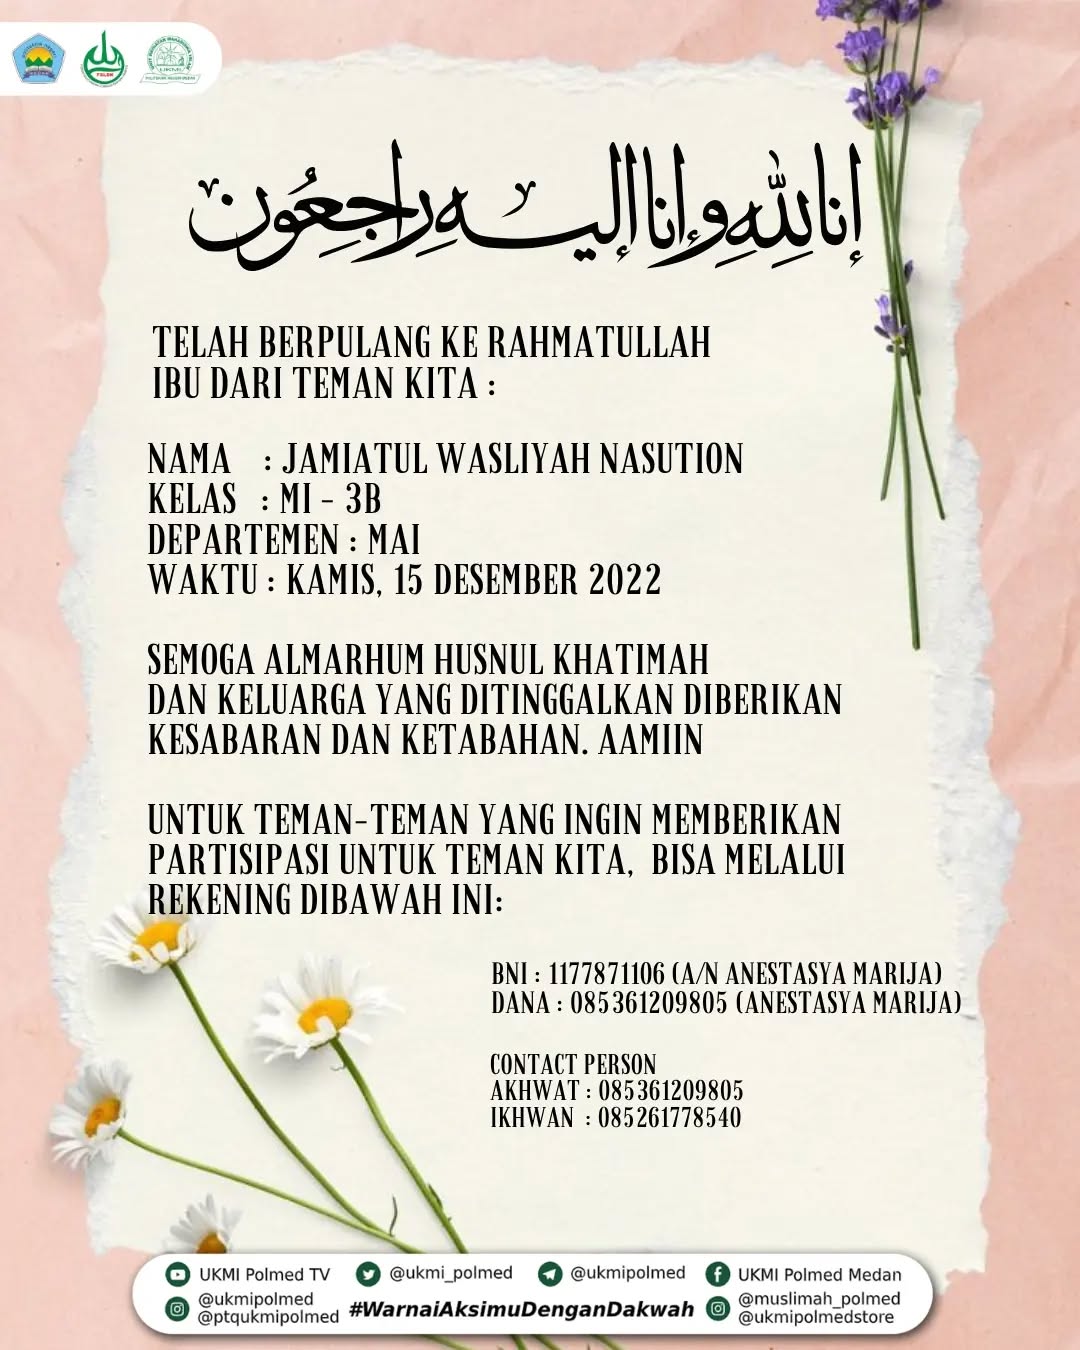 إنا لله وإنا إليه راجعون
TELAH BERPULANG KE RAHMATULLAH
IBU DARI TEMAN KITA :
NAMA : JAMIATUL WASLIYAH NASUTION
KELAS : MI - 3B
DEPARTEMEN : MAI
WAKTU : KAMIS, 15 DESEMBER 2022
SEMOGA ALMARHUM HUSNUL KHATIMAH
DAN KELUARGA YANG DITINGGALKAN DIBERIKAN
KESABARAN DAN KETABAHAN. AAMIIN
UNTUK TEMAN-TEMAN YANG INGIN MEMBERIKAN
PARTISIPASI UNTUK TEMAN KITA, BISA MELALUI
REKENING DIBAWAH INI:
BNI : 1177871106 (A/N ANESTASYA MARIJA)
DANA : 085361209805 (ANESTASYA MARIJA)
CONTACT PERSON
AKHWAT : 085361209805
IKHWAN : 085261778540
UKMI Polmed TV @ukmi_polmed @ukmipolmed UKMI Polmed Medan
@ukmipolmed
@ptqukmipolmed
#WarnaiAksimuDenganDakwah
@muslimah_polmed
@ukmipolmedstore